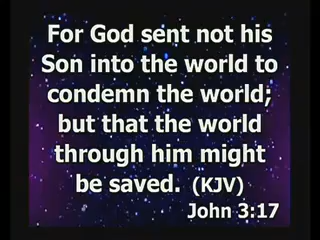 For God sent not his
Son into the world to
condemn the world;
but that the world
through him might
be saved. (KJV)
John 3:17